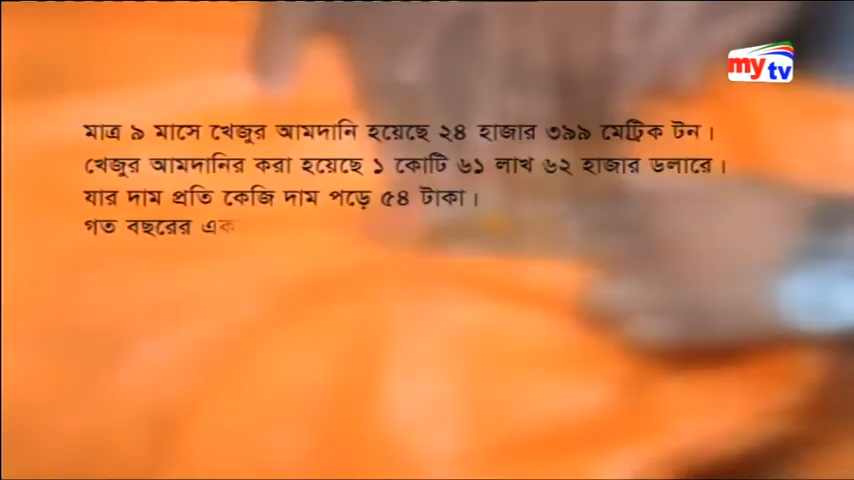 my tv
মাত্র ৯ মাসে খেজুর আমদানি হয়েছে ২৪ হাজার ৩৯৯ মেট্রিক টন।
খেজুর আমদানির করা হয়েছে ১ কোটি ৬১ লাখ ৬২ হাজার ডলারে।
যার দাম প্রতি কেজি দাম পড়ে ৫৪ টাকা।
গত বছরের